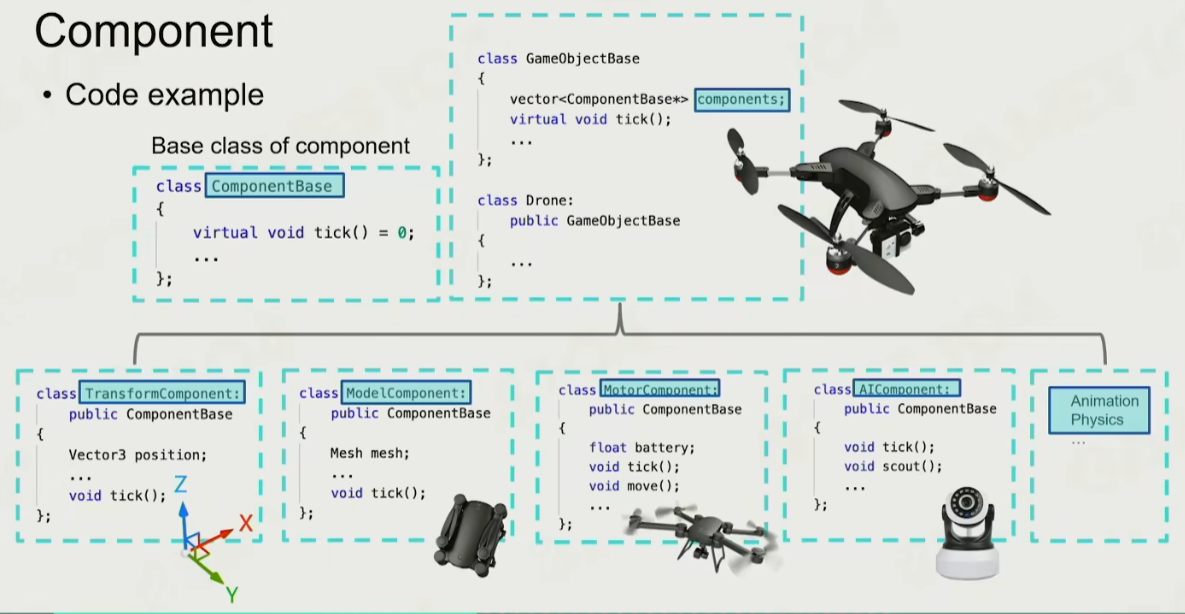 Component
• Code example
Base class of component
class ComponentBase
{
virtual void tick() = 0;
...
};
class GameObjectBase
{
vector<ComponentBase*> components;
virtual void tick();
...
};
class Drone:
public GameObjectBase
{
...
};
class TransformComponent:
public ComponentBase
{
Vector3 position;
...
void tick();
};
Z
X
Y
class ModelComponent:
public ComponentBase
{
Mesh mesh;
...
void tick();
};
class MotorComponent:
public ComponentBase
{
float battery;
void tick();
void move();
...
};
class AIComponent:
public ComponentBase
{
void tick();
void scout();
...
};
Animation
Physics
...